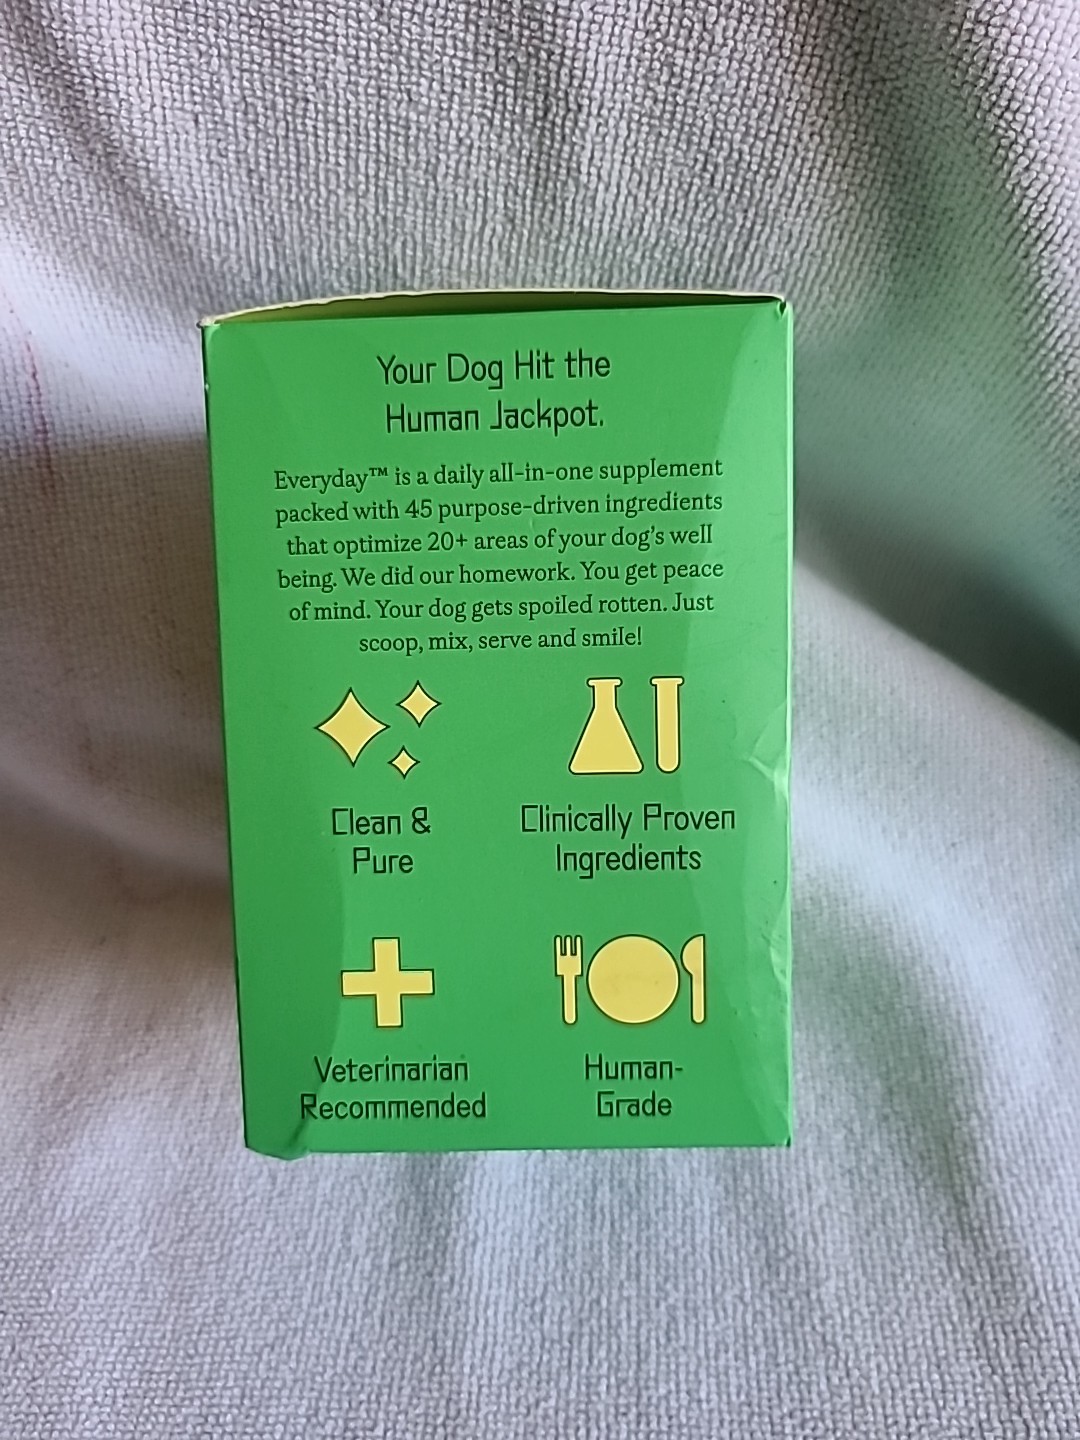 Your Dog Hit the
Human Jackpot.
Everyday™ is a daily all-in-one supplement
packed with 45 purpose-driven ingredients
that optimize 20+ areas of your dog's well
being. We did our homework. You get peace
of mind. Your dog gets spoiled rotten. Just
scoop, mix, serve and smile!
Clean &
Pure
Clinically Proven
Ingredients
Veterinarian
Recommended
Human-
Grade